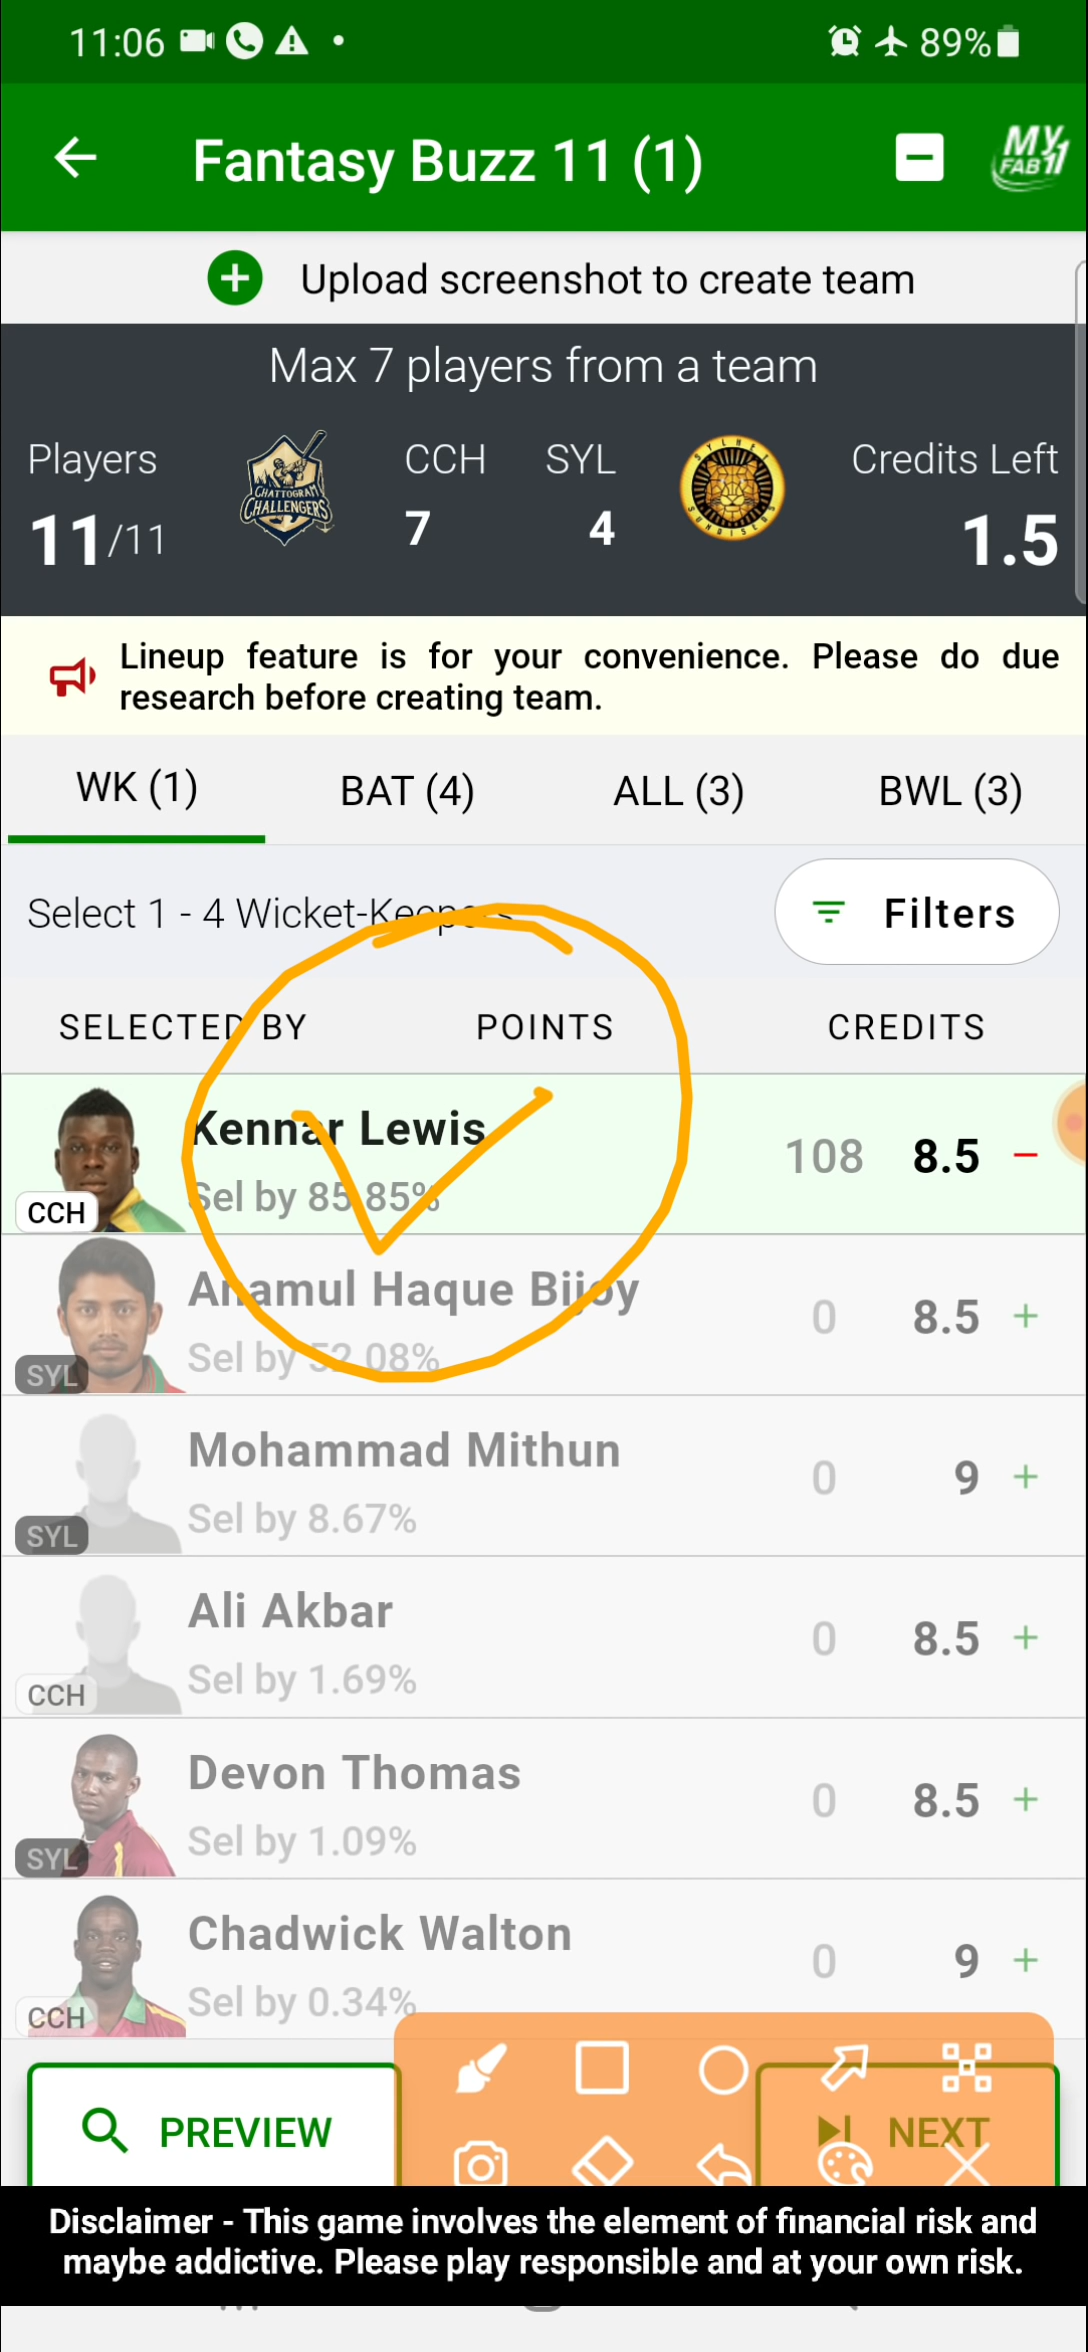 11:06 89%
Fantasy Buzz 11 (1)
MY FAB 11
Upload screenshot to create team
Max 7 players from a team
Players CCH SYL Credits Left
11/11 7 4 1.5
CHATTOGRAM
CHALLENGERS
SYLHET
SUNRISERS
Lineup feature is for your convenience. Please do due
research before creating team.
WK (1) BAT (4) ALL (3) BWL (3)
Select 1 - 4 Wicket-Keepers
Filters
SELECTED BY POINTS CREDITS
Kennar Lewis
108 8.5 −
Sel by 85.85%
CCH
Anamul Haque Bijoy
0 8.5 +
Sel by 52.08%
SYL
Mohammad Mithun
0 9 +
Sel by 8.67%
SYL
Ali Akbar
0 8.5 +
Sel by 1.69%
CCH
Devon Thomas
0 8.5 +
Sel by 1.09%
SYL
Chadwick Walton
0 9 +
Sel by 0.34%
CCH
PREVIEW NEXT
Disclaimer - This game involves the element of financial risk and
maybe addictive. Please play responsible and at your own risk.